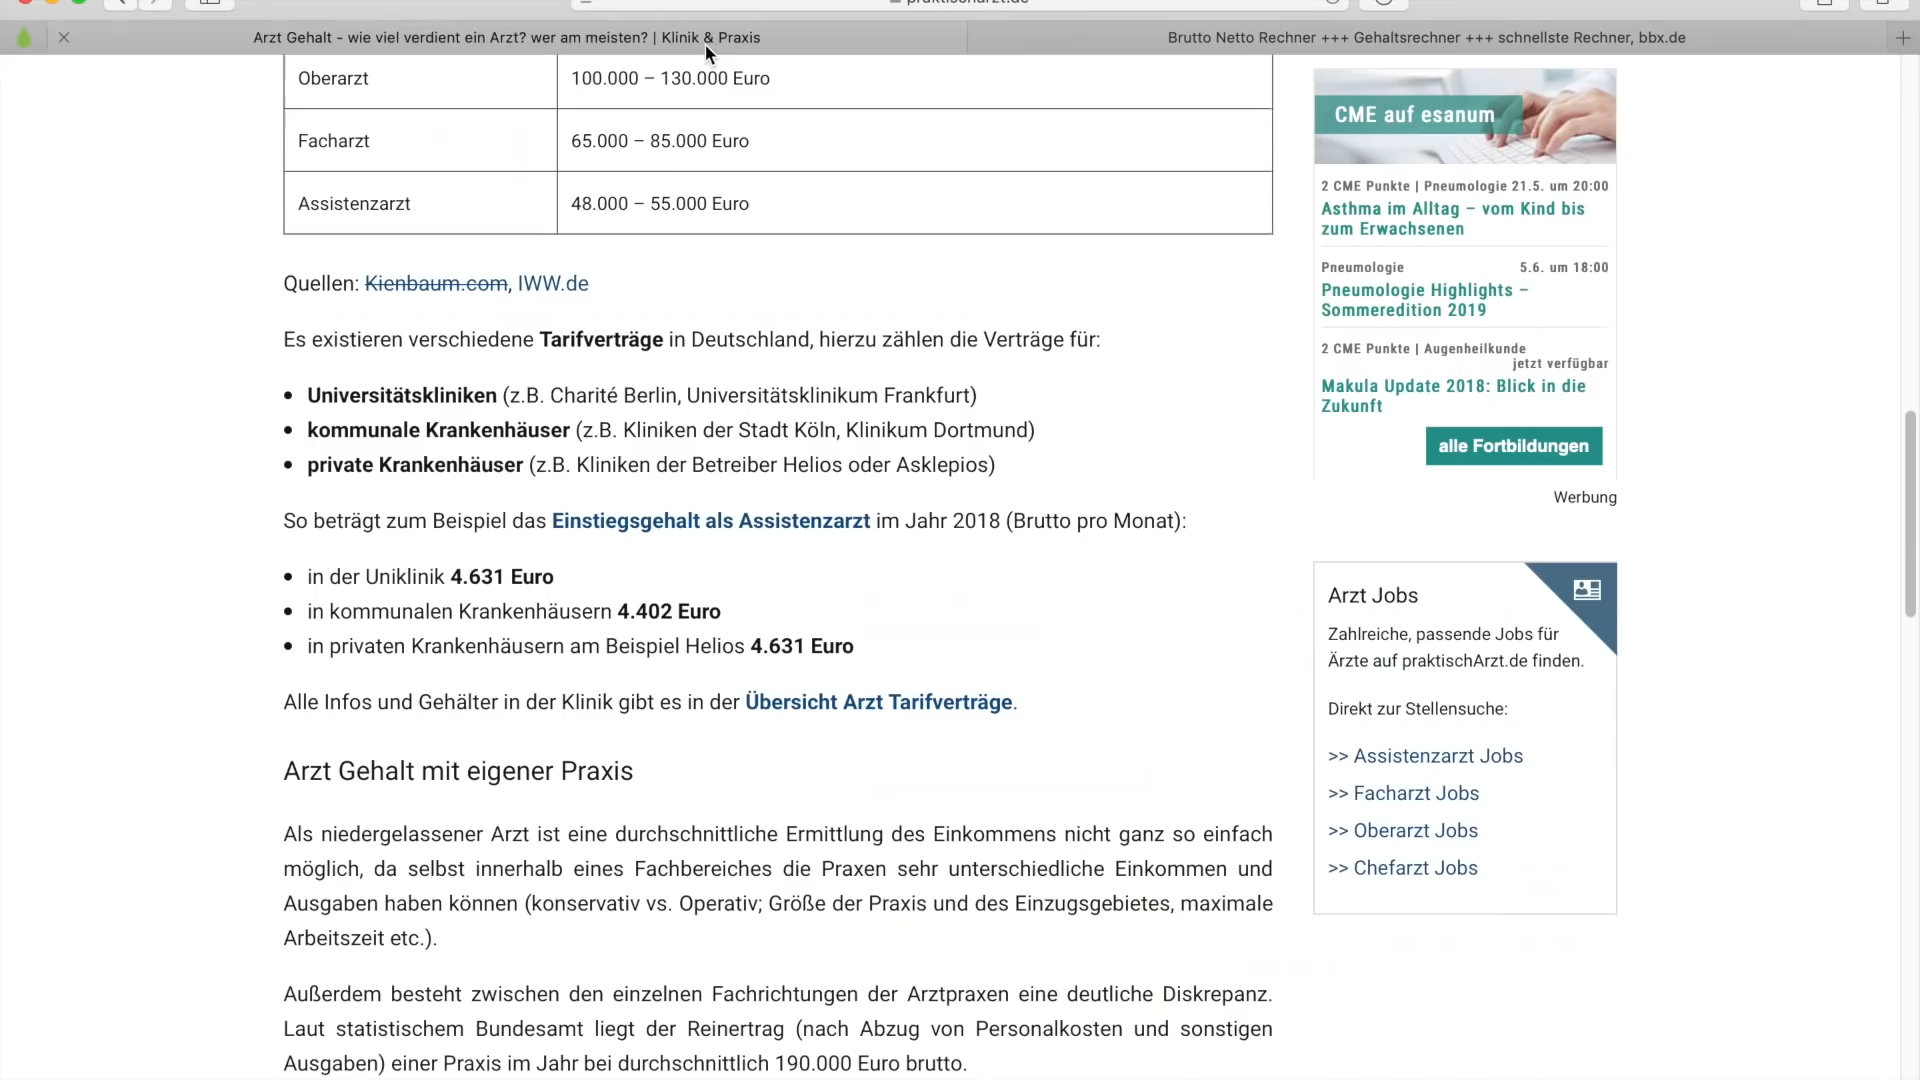 praktischarzt.de
Arzt Gehalt - wie viel verdient ein Arzt? wer am meisten? | Klinik & Praxis
Brutto Netto Rechner +++ Gehaltsrechner +++ schnellste Rechner, bbx.de
Oberarzt 100.000 – 130.000 Euro
Facharzt 65.000 – 85.000 Euro
Assistenzarzt 48.000 – 55.000 Euro
Quellen: Kienbaum.com, IWW.de
Es existieren verschiedene Tarifverträge in Deutschland, hierzu zählen die Verträge für:
• Universitätskliniken (z.B. Charité Berlin, Universitätsklinikum Frankfurt)
• kommunale Krankenhäuser (z.B. Kliniken der Stadt Köln, Klinikum Dortmund)
• private Krankenhäuser (z.B. Kliniken der Betreiber Helios oder Asklepios)
So beträgt zum Beispiel das Einstiegsgehalt als Assistenzarzt im Jahr 2018 (Brutto pro Monat):
• in der Uniklinik 4.631 Euro
• in kommunalen Krankenhäusern 4.402 Euro
• in privaten Krankenhäusern am Beispiel Helios 4.631 Euro
Alle Infos und Gehälter in der Klinik gibt es in der Übersicht Arzt Tarifverträge.
Arzt Gehalt mit eigener Praxis
Als niedergelassener Arzt ist eine durchschnittliche Ermittlung des Einkommens nicht ganz so einfach
möglich, da selbst innerhalb eines Fachbereiches die Praxen sehr unterschiedliche Einkommen und
Ausgaben haben können (konservativ vs. Operativ; Größe der Praxis und des Einzugsgebietes, maximale
Arbeitszeit etc.).
Außerdem besteht zwischen den einzelnen Fachrichtungen der Arztpraxen eine deutliche Diskrepanz.
Laut statistischem Bundesamt liegt der Reinertrag (nach Abzug von Personalkosten und sonstigen
Ausgaben) einer Praxis im Jahr bei durchschnittlich 190.000 Euro brutto.
CME auf esanum
2 CME Punkte | Pneumologie 21.5. um 20:00
Asthma im Alltag – vom Kind bis
zum Erwachsenen
Pneumologie 5.6. um 18:00
Pneumologie Highlights –
Sommeredition 2019
2 CME Punkte | Augenheilkunde
jetzt verfügbar
Makula Update 2018: Blick in die
Zukunft
alle Fortbildungen
Werbung
Arzt Jobs
Zahlreiche, passende Jobs für
Ärzte auf praktischArzt.de finden.
Direkt zur Stellensuche:
>> Assistenzarzt Jobs
>> Facharzt Jobs
>> Oberarzt Jobs
>> Chefarzt Jobs